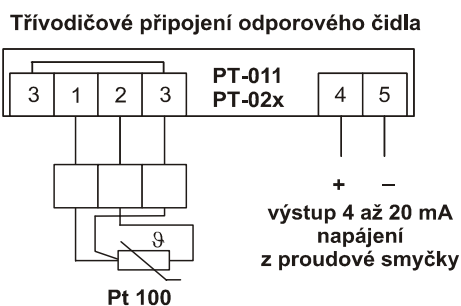 Třívodičové připojení odporového čidla
3 1 2 3 PT-011 4 5
PT-02x
+ –
výstup 4 až 20 mA
napájení
z proudové smyčky
ϑ
Pt 100